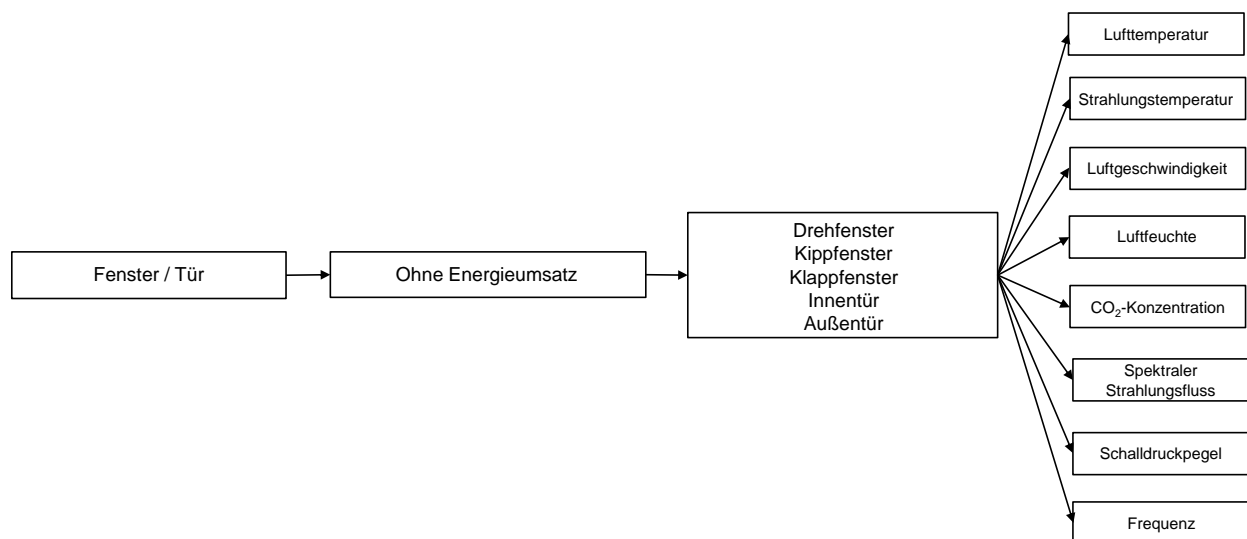 Fenster / Tür
Ohne Energieumsatz
Drehfenster
Kippfenster
Klappfenster
Innentür
Außentür
Lufttemperatur
Strahlungstemperatur
Luftgeschwindigkeit
Luftfeuchte
CO₂-Konzentration
Spektraler
Strahlungsfluss
Schalldruckpegel
Frequenz